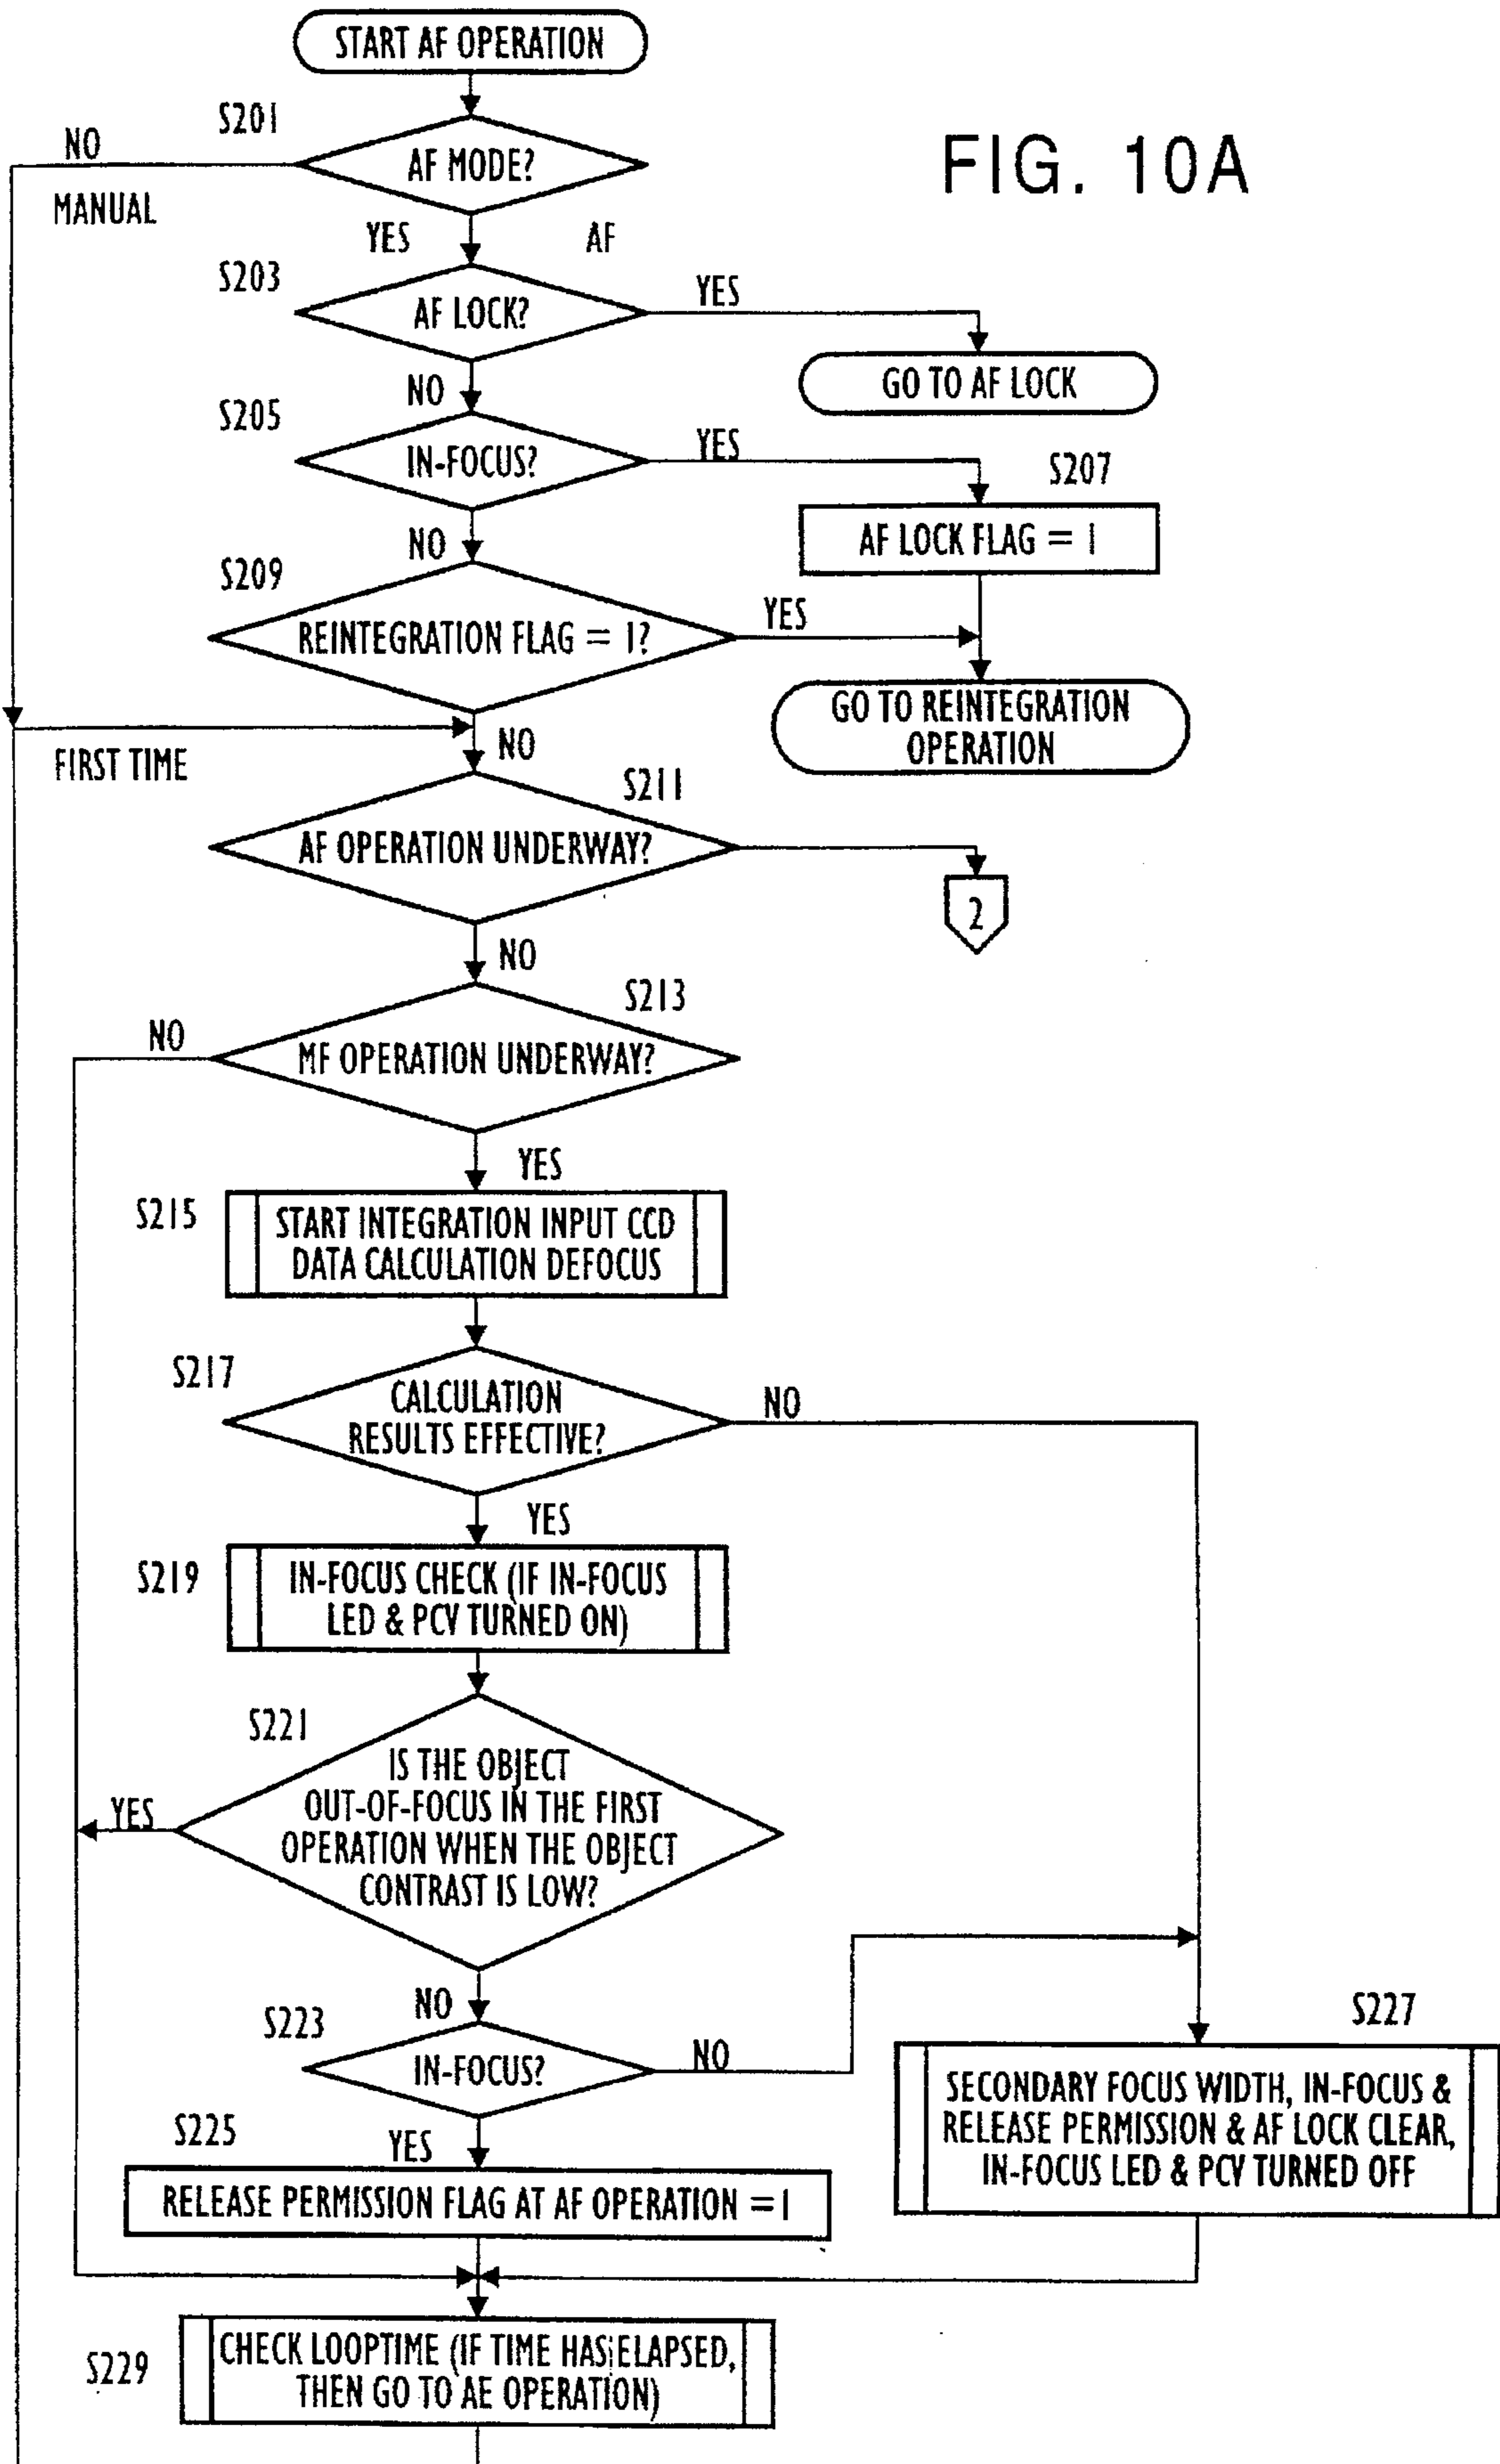 START AF OPERATION
S201
NO
AF MODE?
FIG. 10A
MANUAL
YES
AF
S203
AF LOCK?
YES
GO TO AF LOCK
NO
S205
IN-FOCUS?
YES
S207
AF LOCK FLAG = 1
NO
S209
REINTEGRATION FLAG = 1?
YES
GO TO REINTEGRATION
OPERATION
NO
FIRST TIME
S211
AF OPERATION UNDERWAY?
2
NO
S213
NO
MF OPERATION UNDERWAY?
YES
S215
START INTEGRATION INPUT CCD
DATA CALCULATION DEFOCUS
S217
CALCULATION
RESULTS EFFECTIVE?
NO
YES
S219
IN-FOCUS CHECK (IF IN-FOCUS
LED & PCV TURNED ON)
S221
IS THE OBJECT
OUT-OF-FOCUS IN THE FIRST
OPERATION WHEN THE OBJECT
CONTRAST IS LOW?
YES
NO
S223
IN-FOCUS?
NO
S227
SECONDARY FOCUS WIDTH, IN-FOCUS &
RELEASE PERMISSION & AF LOCK CLEAR,
IN-FOCUS LED & PCV TURNED OFF
S225
YES
RELEASE PERMISSION FLAG AT AF OPERATION =1
S229
CHECK LOOPTIME (IF TIME HAS ELAPSED,
THEN GO TO AE OPERATION)